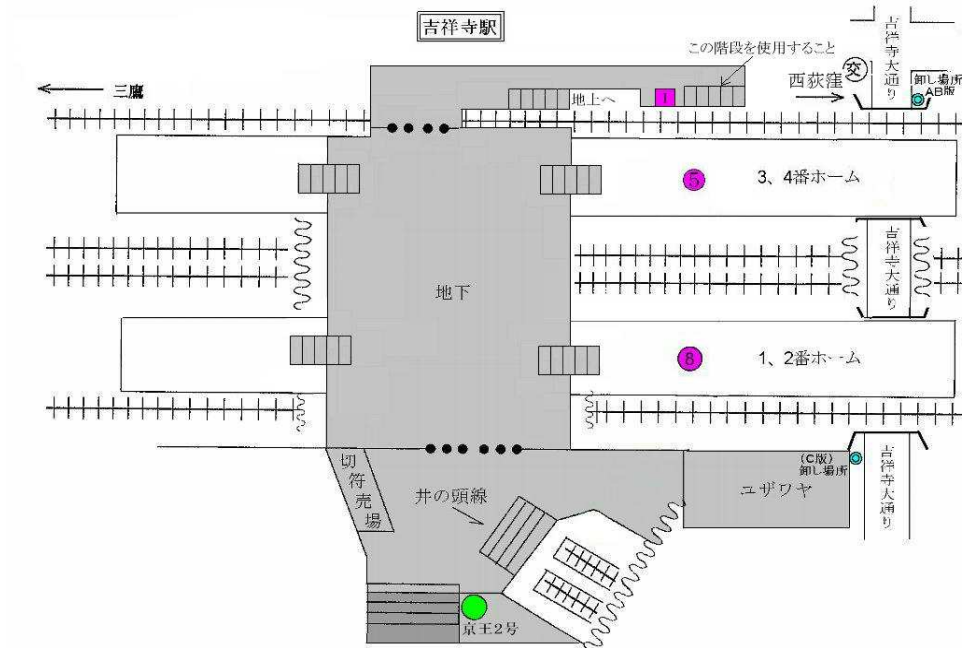 吉祥寺駅
この階段を使用すること
吉祥寺大通り
交
卸し場所
AB版
西荻窪
三鷹
地上へ
1
5
3、4番ホーム
吉祥寺大通り
地下
8
1、2番ホーム
切符売場
井の頭線
(C版)
卸し場所
ユザワヤ
吉祥寺大通り
京王2号